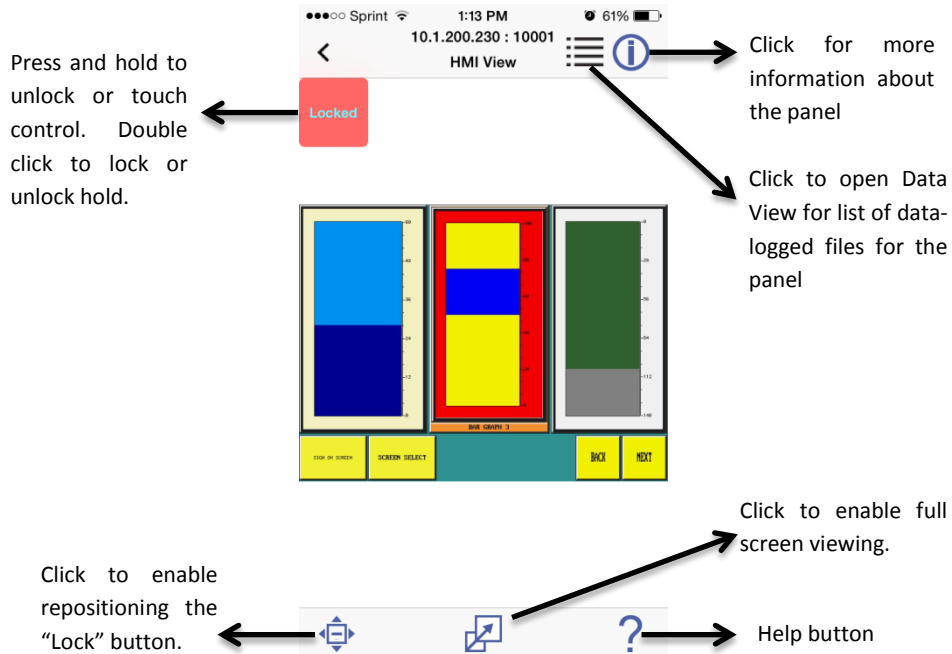 ●●●○○ Sprint 1:13 PM 61%
10.1.200.230 : 10001
HMI View
Click for more
information about
the panel
Press and hold to
unlock or touch
control. Double
click to lock or
unlock hold.
Locked
Click to open Data
View for list of data-
logged files for the
panel
BAR GRAPH 3
SIGN ON SCREEN
SCREEN SELECT
BACK
NEXT
Click to enable full
screen viewing.
Click to enable
repositioning the
“Lock” button.
?
Help button